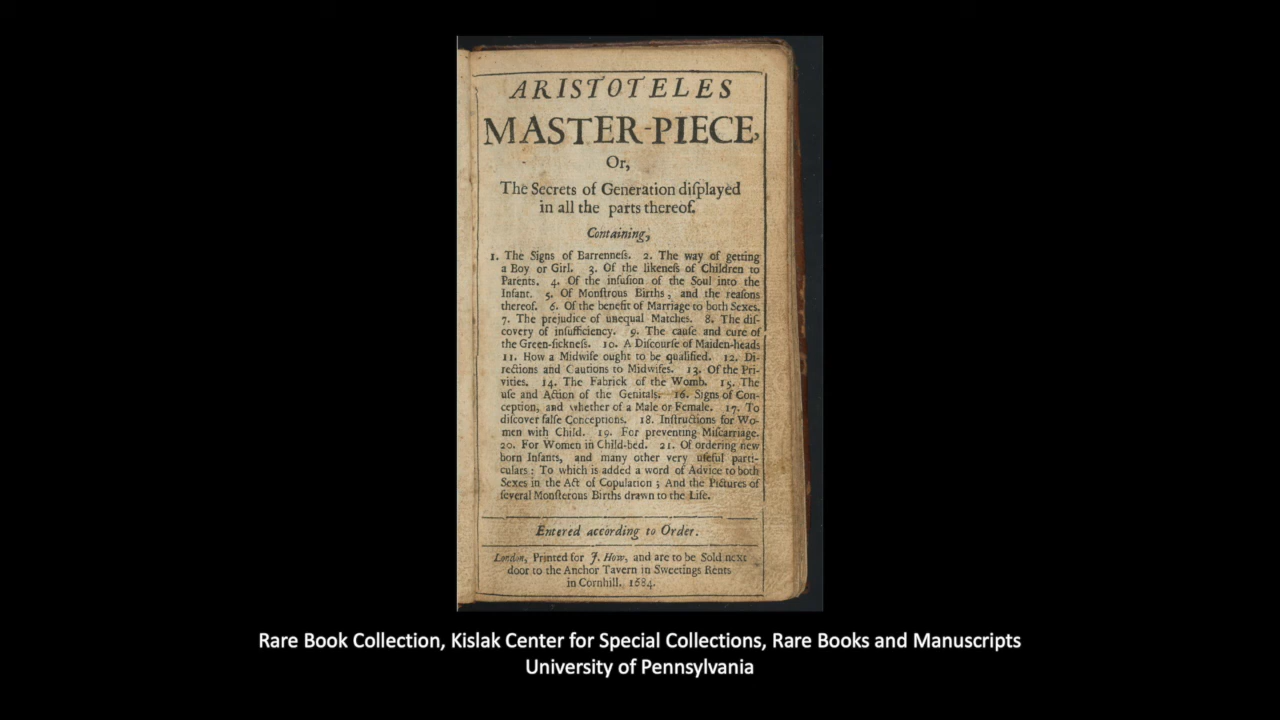 ARISTOTELES
MASTER-PIECE,
Or,
The Secrets of Generation diſplayed
in all the parts thereof.
Containing,
1. The Signs of Barrenneſs. 2. The way of getting
a Boy or Girl. 3. Of the likeneſs of Children to
Parents. 4. Of the infuſion of the Soul into the
Infant. 5. Of Monſtrous Births, and the reaſons
thereof. 6. Of the benefit of Marriage to both Sexes.
7. The prejudice of unequal Matches. 8. The diſ-
covery of inſufficiency. 9. The cauſe and cure of
the Green-ſickneſs. 10. A Diſcourſe of Maiden-heads
11. How a Midwife ought to be qualified. 12. Di-
rections and Cautions to Midwifes. 13. Of the Pri-
vities. 14. The Fabrick of the Womb. 15. The
uſe and Action of the Genitals. 16. Signs of Con-
ception, and whether of a Male or Female. 17. To
diſcover falſe Conceptions. 18. Inſtructions for Wo-
men with Child. 19. For preventing Miſcarriage.
20. For Women in Child-bed. 21. Of ordering new
born Infants, and many other very uſeful parti-
culars: To which is added a word of Advice to both
Sexes in the Act of Copulation; And the Pictures of
ſeveral Monſterous Births drawn to the Life.
Entered according to Order.
London, Printed for J. How, and are to be Sold next
door to the Anchor Tavern in Sweetings Rents
in Cornhill. 1684.
Rare Book Collection, Kislak Center for Special Collections, Rare Books and Manuscripts
University of Pennsylvania